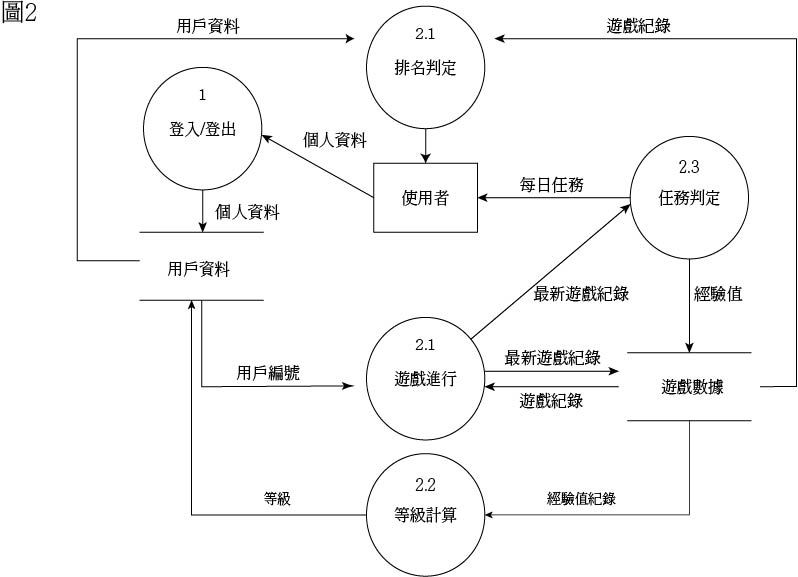 圖2
用戶資料
2.1
排名判定
遊戲紀錄
1
登入/登出
個人資料
2.3
任務判定
每日任務
使用者
個人資料
用戶資料
最新遊戲紀錄
經驗值
2.1
遊戲進行
用戶編號
最新遊戲紀錄
遊戲紀錄
遊戲數據
2.2
等級計算
等級
經驗值紀錄